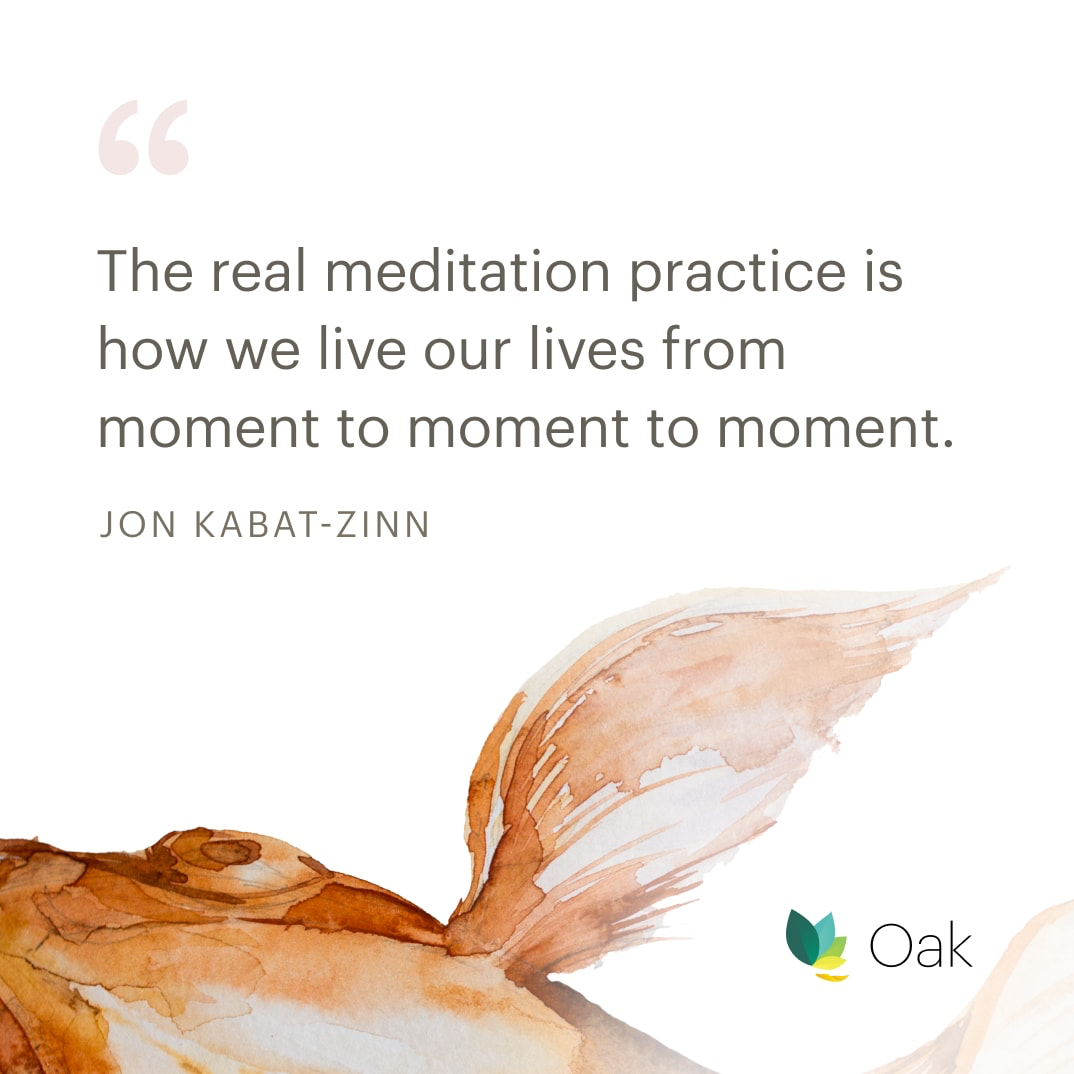 “
The real meditation practice is
how we live our lives from
moment to moment to moment.
JON KABAT-ZINN
Oak